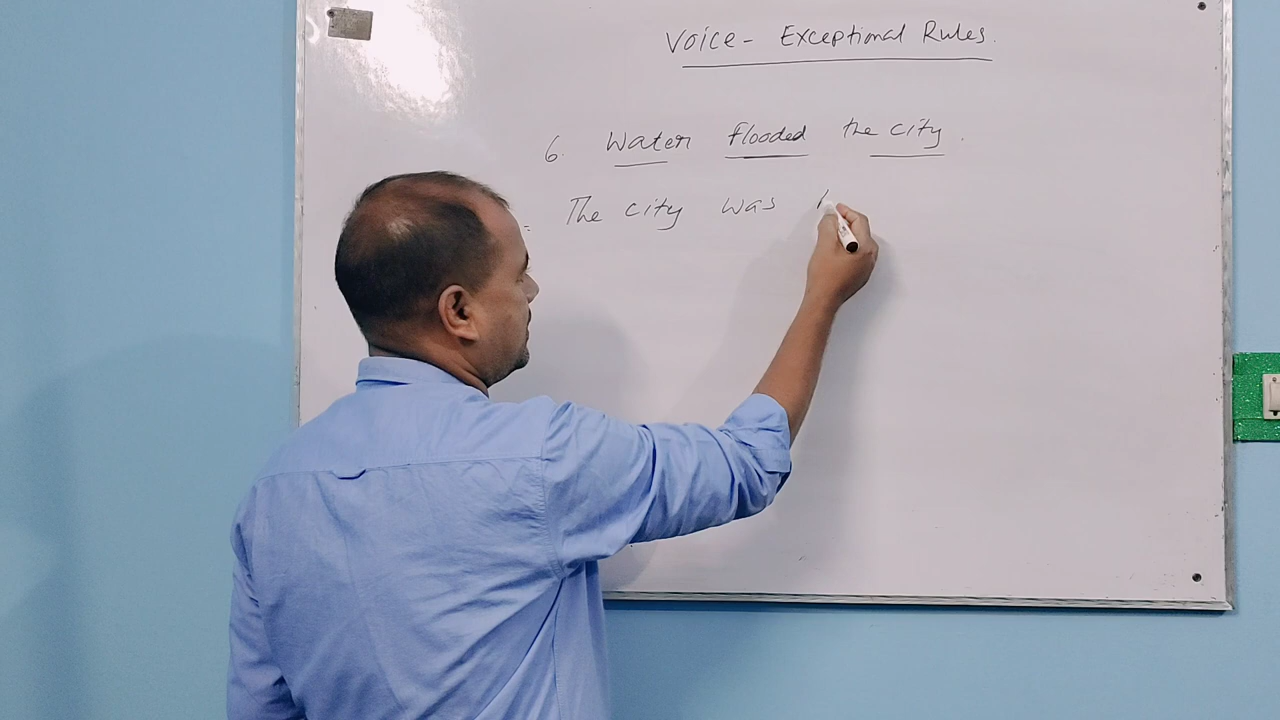 Voice - Exceptional Rules.
6. Water flooded the city.
= The city was